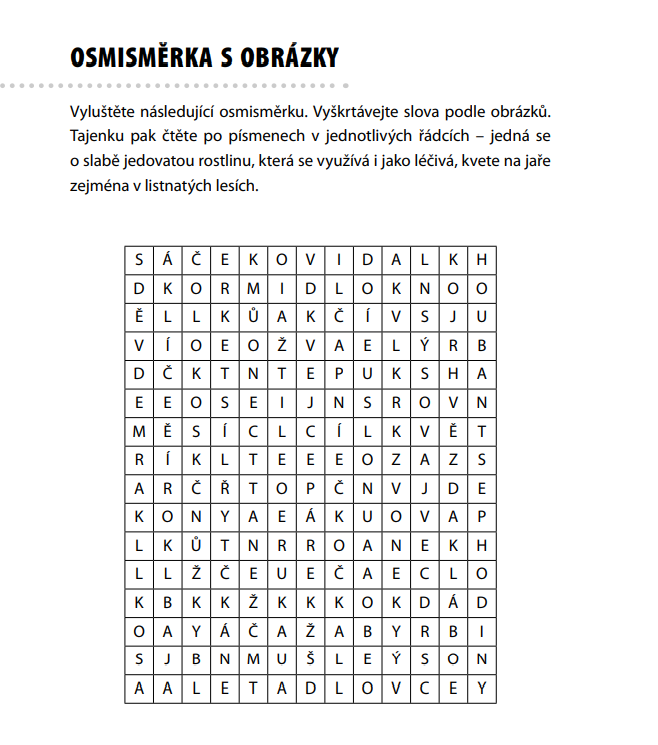 OSMISMĚRKA S OBRÁZKY
Vyluštěte následující osmisměrku. Vyškrtávejte slova podle obrázků.
Tajenku pak čtěte po písmenech v jednotlivých řádcích – jedná se
o slabě jedovatou rostlinu, která se využívá i jako léčivá, kvete na jaře
zejména v listnatých lesích.
S Á Č E K O V I D A L K H
D K O R M I D L O K N O O
Ě L L K Ů A K Č Í V S J U
V Í O E O Ž V A E L Ý R B
D Č K T N T E P U K S H A
E E O S E I J N S R O V N
M Ě S Í C L C Í L K V Ě T
R Í K L T E E E O Z A Z S
A R Č Ř T O P Č N V J D E
K O N Y A E Á K U O V A P
L K Ů T N R R O A N E K H
L L Ž Č E U E Č A E C L O
K B K K Ž K K K O K D Á D
O A Y Á Č A Ž A B Y R B I
S J B N M U Š L E Ý S O N
A A L E T A D L O V C E Y